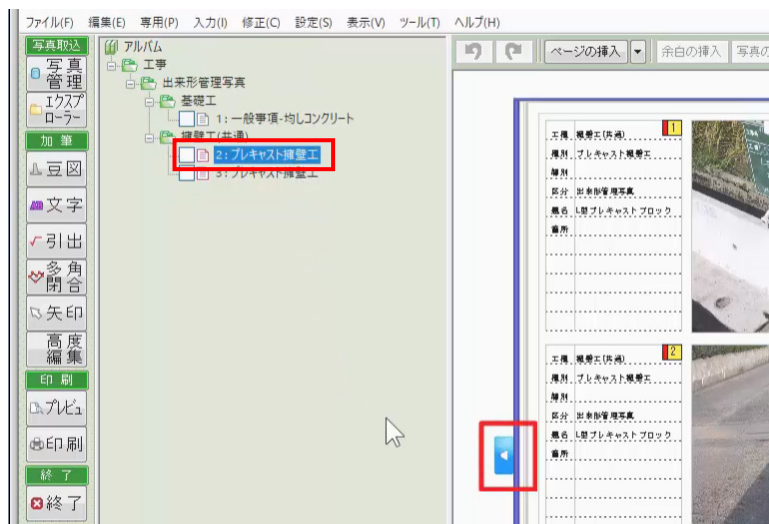 ファイル(F) 編集(E) 専用(P) 入力(I) 修正(C) 設定(S) 表示(V) ツール(T) ヘルプ(H)
写真取込
写真管理
エクスプローラー
加 筆
豆図
文字
引出
多角閉合
矢印
高度編集
印 刷
プレビュ
印刷
終 了
終了
アルバム
工事
出来形管理写真
基礎工
1:一般事項-均しコンクリート
擁壁工(共通)
2:プレキャスト擁壁工
3:プレキャスト擁壁工
ページの挿入 余白の挿入 写真の
1
工種 擁壁工(共通)
種別 プレキャスト擁壁工
細別
区分 出来形管理写真
題名 L型プレキャストブロック
箇所
2
工種 擁壁工(共通)
種別 プレキャスト擁壁工
細別
区分 出来形管理写真
題名 L型プレキャストブロック
箇所